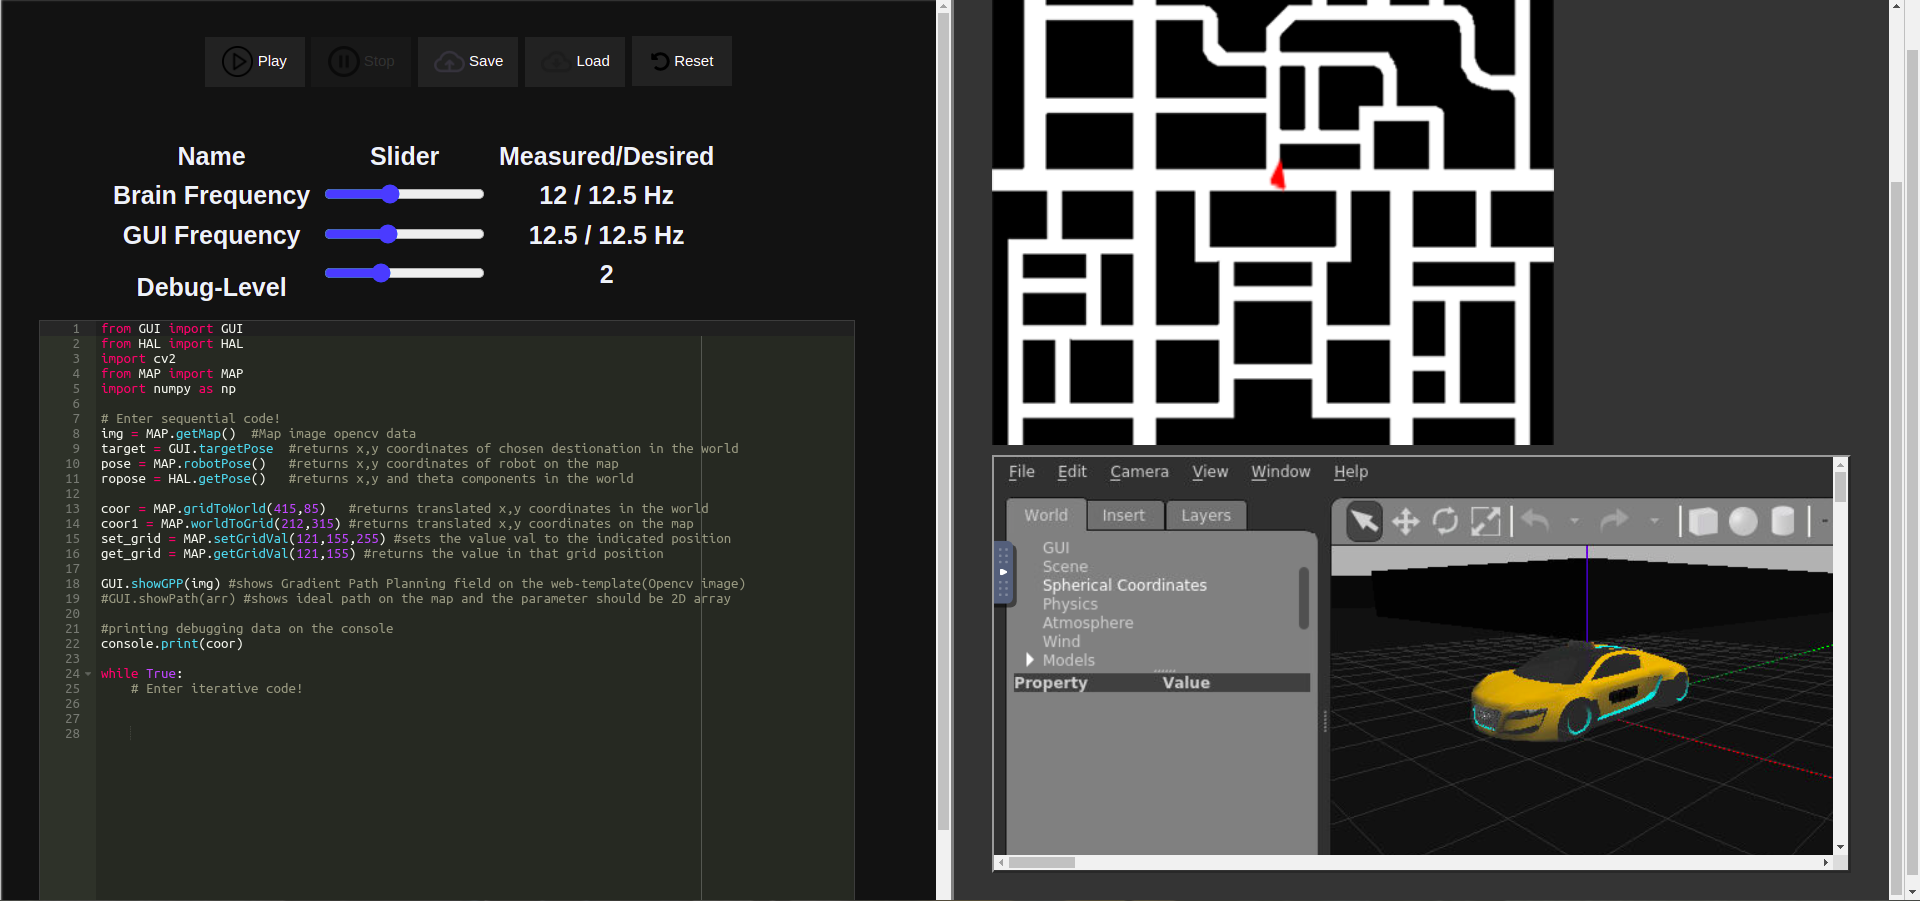 Play Stop Save Load Reset
Name Slider Measured/Desired
Brain Frequency 12 / 12.5 Hz
GUI Frequency 12.5 / 12.5 Hz
Debug-Level 2
1 from GUI import GUI
2 from HAL import HAL
3 import cv2
4 from MAP import MAP
5 import numpy as np
6
7 # Enter sequential code!
8 img = MAP.getMap()  #Map image opencv data
9 target = GUI.targetPose  #returns x,y coordinates of chosen destionation in the world
10 pose = MAP.robotPose()   #returns x,y coordinates of robot on the map
11 ropose = HAL.getPose()   #returns x,y and theta components in the world
12
13 coor = MAP.gridToWorld(415,85)   #returns translated x,y coordinates in the world
14 coor1 = MAP.worldToGrid(212,315) #returns translated x,y coordinates on the map
15 set_grid = MAP.setGridVal(121,155,255) #sets the value val to the indicated position
16 get_grid = MAP.getGridVal(121,155) #returns the value in that grid position
17
18 GUI.showGPP(img) #shows Gradient Path Planning field on the web-template(Opencv image)
19 #GUI.showPath(arr) #shows ideal path on the map and the parameter should be 2D array
20
21 #printing debugging data on the console
22 console.print(coor)
23
24 while True:
25     # Enter iterative code!
26
27
28
File Edit Camera View Window Help
World Insert Layers
GUI
Scene
Spherical Coordinates
Physics
Atmosphere
Wind
Models
Property Value